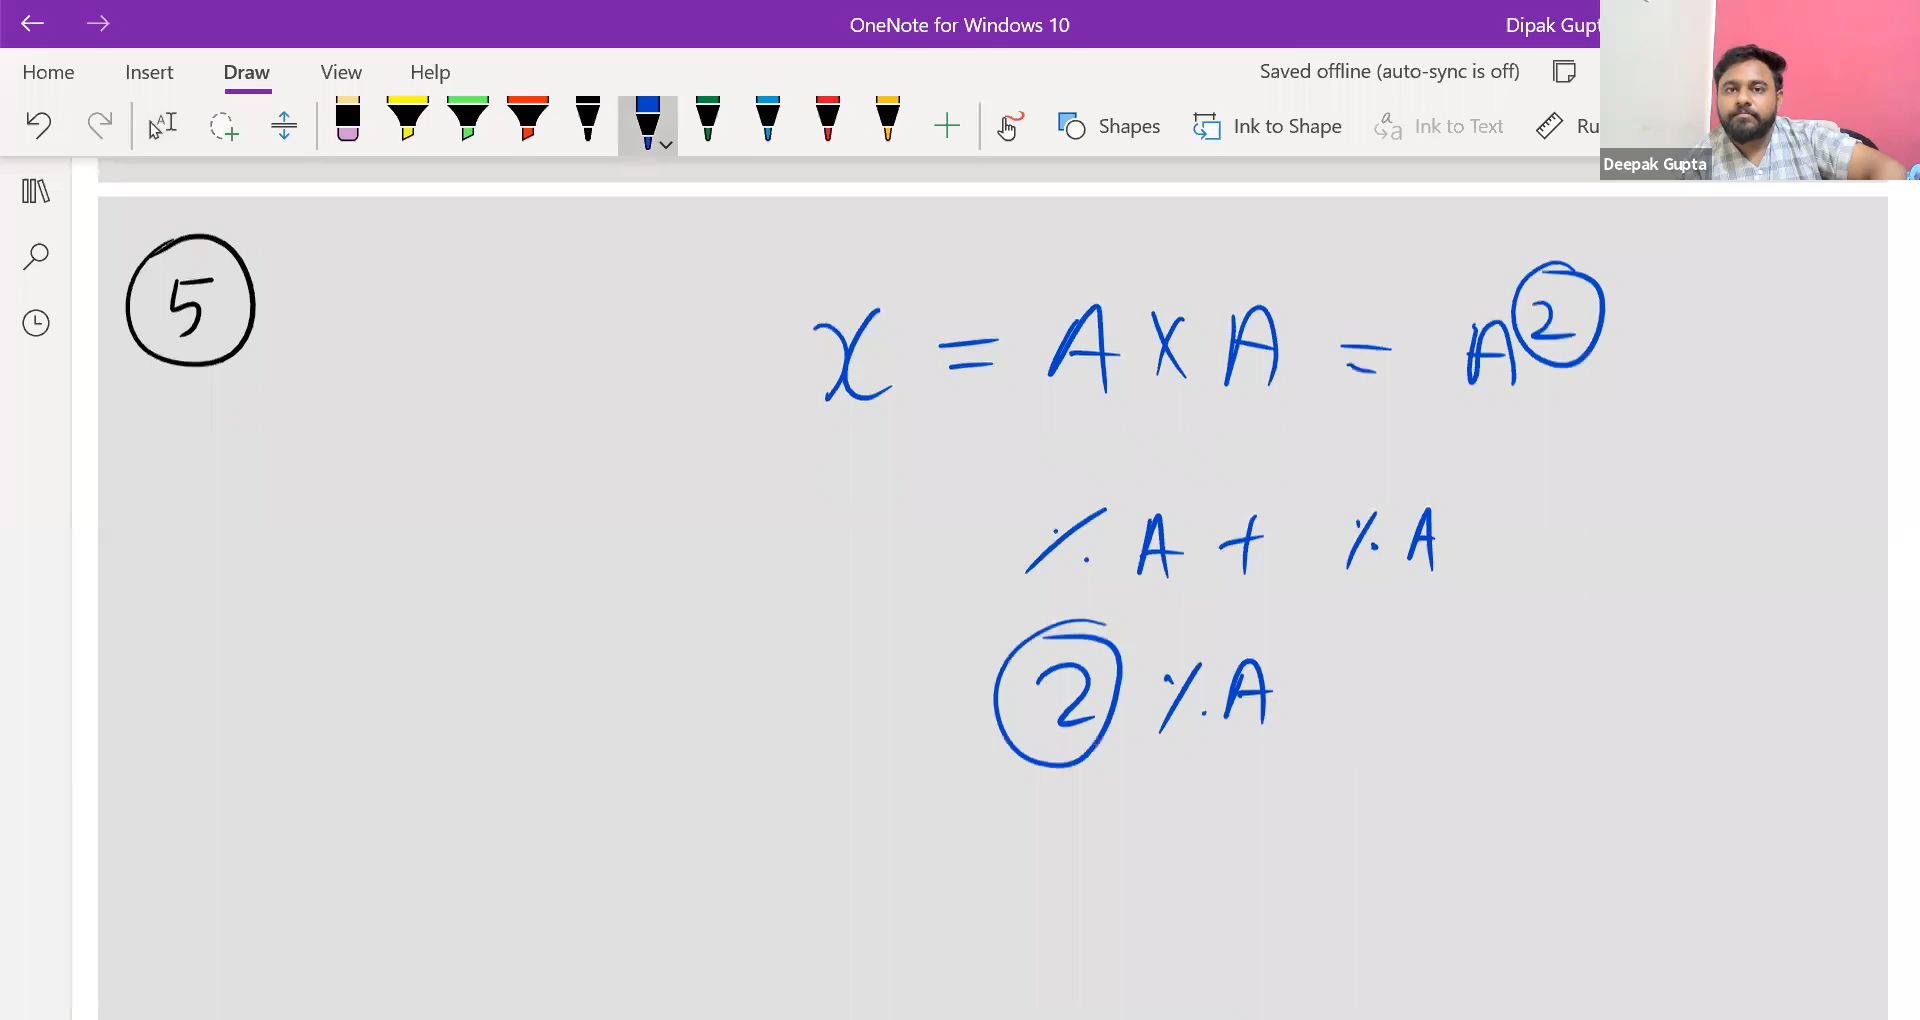 OneNote for Windows 10
Dipak Gupt
Home Insert Draw View Help
Saved offline (auto-sync is off)
Shapes Ink to Shape Ink to Text Ru
Deepak Gupta
5
x = A × A = A²
% A + % A
2 % A